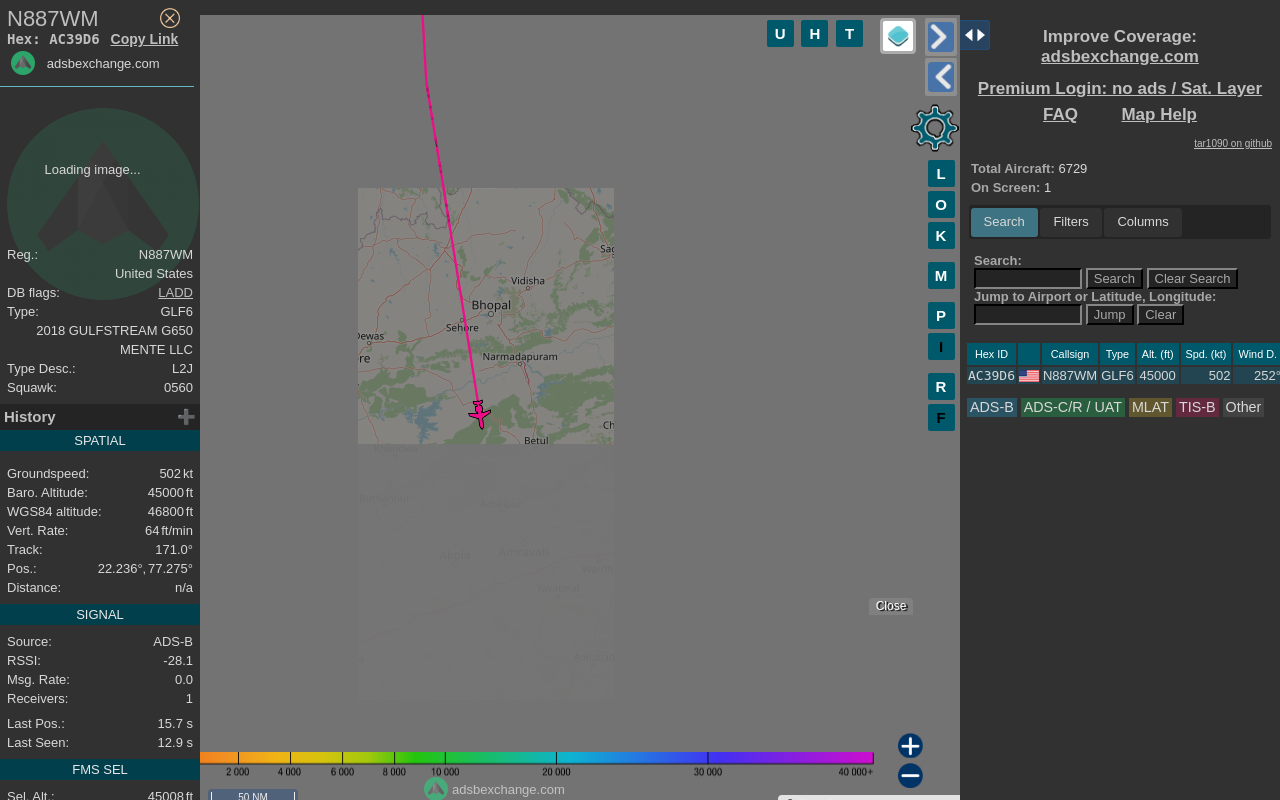 N887WM
Hex: AC39D6 Copy Link
adsbexchange.com
Loading image...
Reg.: N887WM
United States
DB flags: LADD
Type: GLF6
2018 GULFSTREAM G650
MENTE LLC
Type Desc.: L2J
Squawk: 0560
History
SPATIAL
Groundspeed: 502 kt
Baro. Altitude: 45000 ft
WGS84 altitude: 46800 ft
Vert. Rate: 64 ft/min
Track: 171.0°
Pos.: 22.236°, 77.275°
Distance: n/a
SIGNAL
Source: ADS-B
RSSI: -28.1
Msg. Rate: 0.0
Receivers: 1
Last Pos.: 15.7 s
Last Seen: 12.9 s
FMS SEL
Sel. Alt.: 45008 ft
U H T
L
O
K
M
P
I
R
F
Vidisha
Bhopal
Sehore
Dewas
Narmadapuram
Betul
Akola
Amravati
Close
2 000 4 000 6 000 8 000 10 000 20 000 30 000 40 000+
adsbexchange.com
50 NM
Improve Coverage:
adsbexchange.com
Premium Login: no ads / Sat. Layer
FAQ Map Help
tar1090 on github
Total Aircraft: 6729
On Screen: 1
Search Filters Columns
Search:
Search Clear Search
Jump to Airport or Latitude, Longitude:
Jump Clear
Hex ID Callsign Type Alt. (ft) Spd. (kt) Wind D.
AC39D6 N887WM GLF6 45000 502 252°
ADS-B ADS-C/R / UAT MLAT TIS-B Other